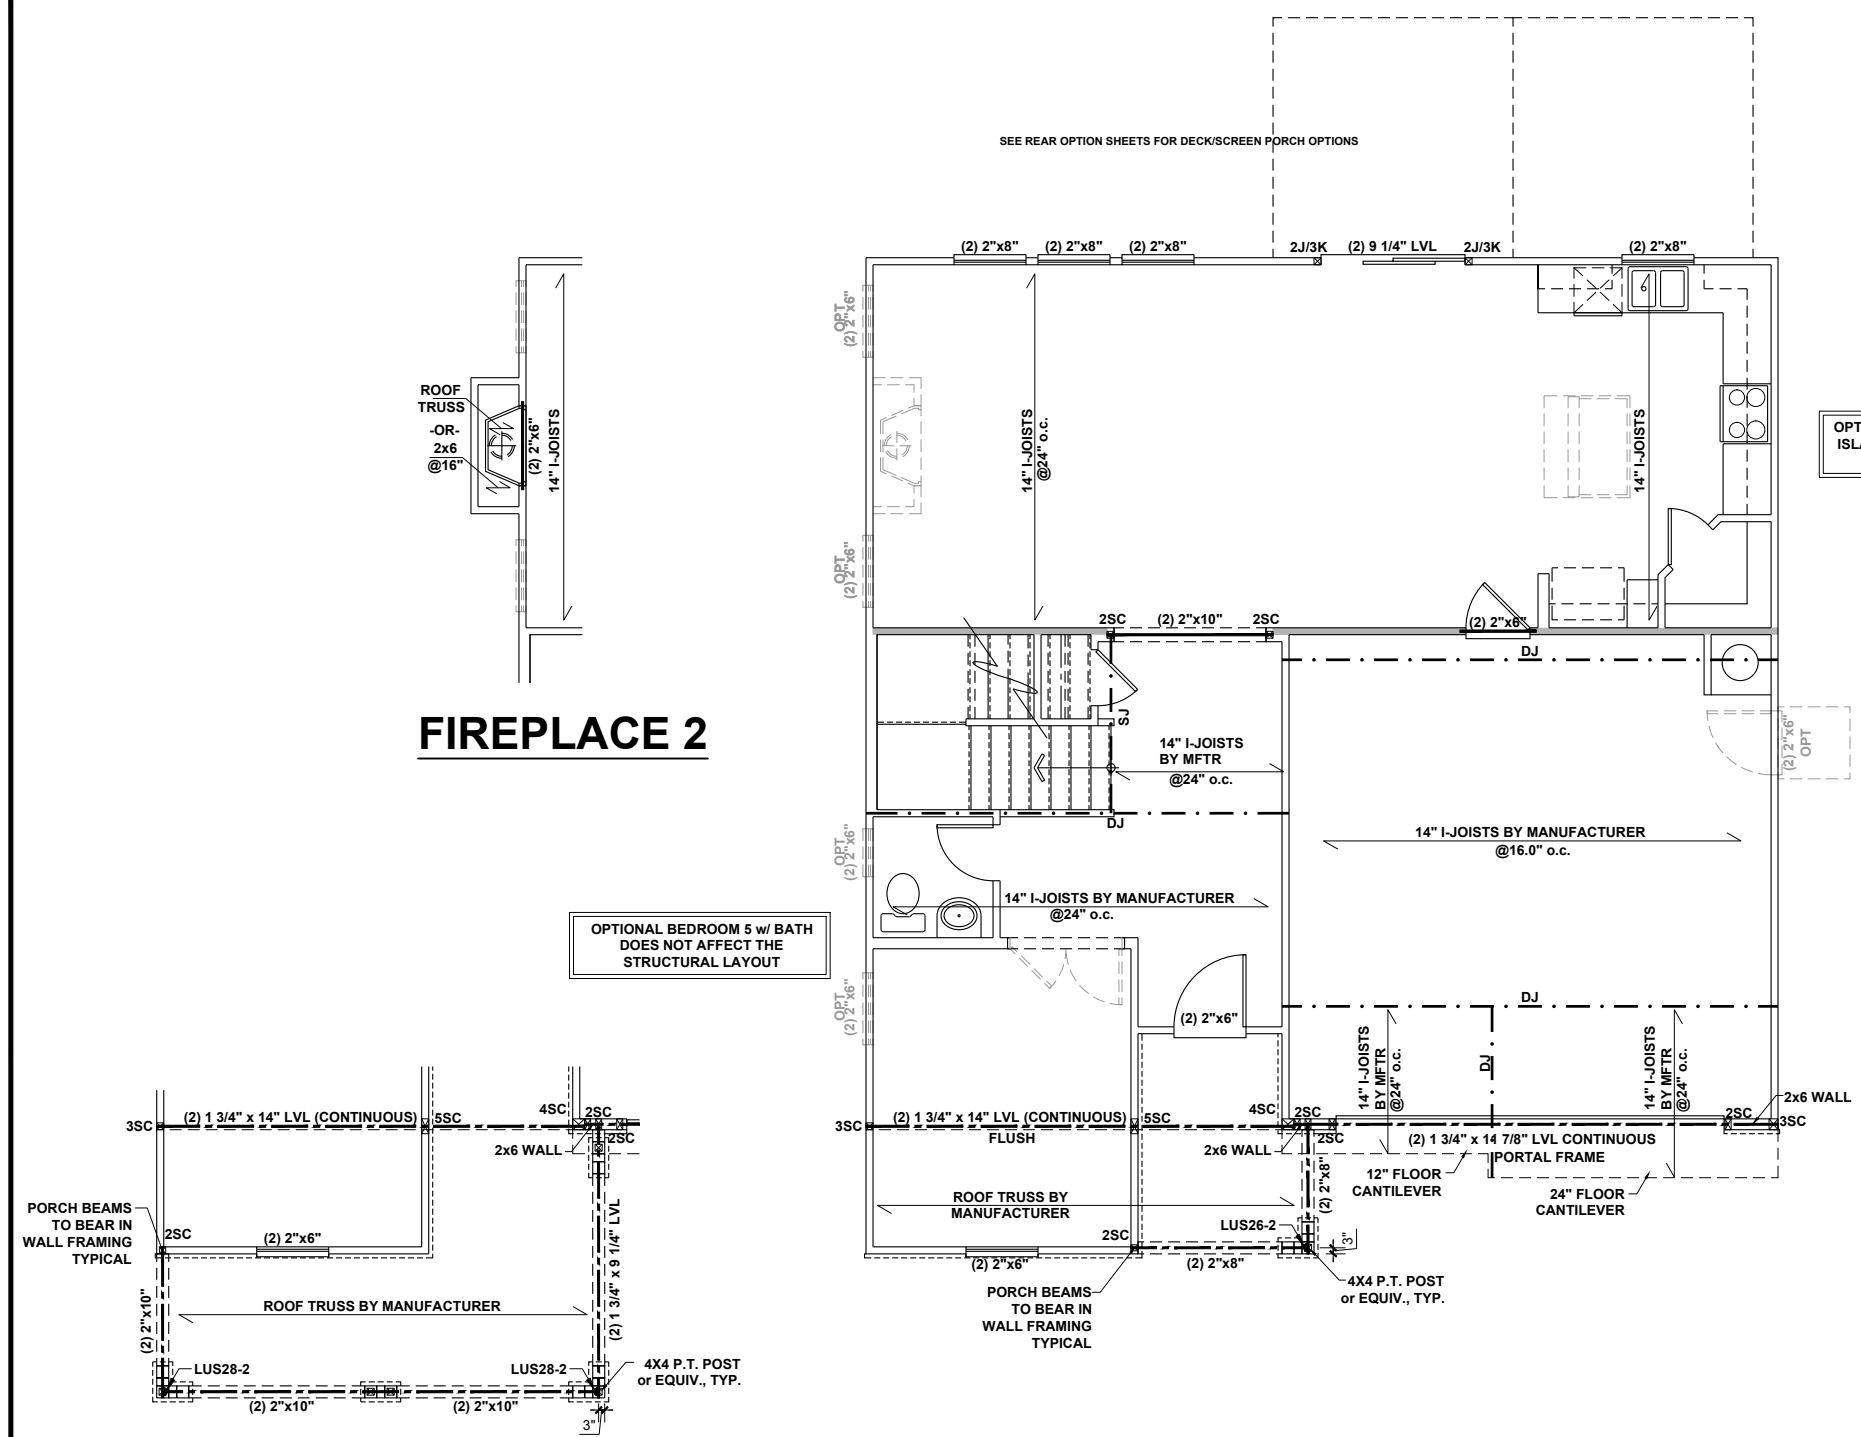 SEE REAR OPTION SHEETS FOR DECK/SCREEN PORCH OPTIONS
(2) 2"x8"
(2) 2"x8"
(2) 2"x8"
2J/3K
(2) 9 1/4" LVL
2J/3K
(2) 2"x8"
OPT
(2) 2"x6"
14" I-JOISTS
@24" o.c.
14" I-JOISTS
OPT
(2) 2"x6"
2SC
(2) 2"x10"
2SC
(2) 2"x6"
DJ
ROOF
TRUSS
-OR-
2x6
@16"
(2) 2"x6"
14" I-JOISTS
FIREPLACE 2
SJ
14" I-JOISTS
BY MFTR
@24" o.c.
(2) 2"x6"
OPT
DJ
OPT
(2) 2"x6"
14" I-JOISTS BY MANUFACTURER
@16.0" o.c.
14" I-JOISTS BY MANUFACTURER
@24" o.c.
OPTIONAL BEDROOM 5 w/ BATH
DOES NOT AFFECT THE
STRUCTURAL LAYOUT
OPT
(2) 2"x6"
(2) 2"x6"
DJ
14" I-JOISTS
BY MFTR
@24" o.c.
DJ
14" I-JOISTS
BY MFTR
@24" o.c.
2x6 WALL
3SC
(2) 1 3/4" x 14" LVL (CONTINUOUS)
5SC
4SC
2SC
2SC
2x6 WALL
PORCH BEAMS
TO BEAR IN
WALL FRAMING
TYPICAL
2SC
(2) 2"x6"
(2) 2"x10"
ROOF TRUSS BY MANUFACTURER
(2) 1 3/4" x 9 1/4" LVL
LUS28-2
LUS28-2
4X4 P.T. POST
or EQUIV., TYP.
(2) 2"x10"
(2) 2"x10"
3"
3SC
(2) 1 3/4" x 14" LVL (CONTINUOUS)
FLUSH
5SC
4SC
2SC
2SC
2x6 WALL
2SC
3SC
(2) 1 3/4" x 14 7/8" LVL CONTINUOUS
PORTAL FRAME
12" FLOOR
CANTILEVER
24" FLOOR
CANTILEVER
(2) 2"x8"
ROOF TRUSS BY
MANUFACTURER
LUS26-2
2SC
3"
(2) 2"x6"
(2) 2"x8"
PORCH BEAMS
TO BEAR IN
WALL FRAMING
TYPICAL
4X4 P.T. POST
or EQUIV., TYP.